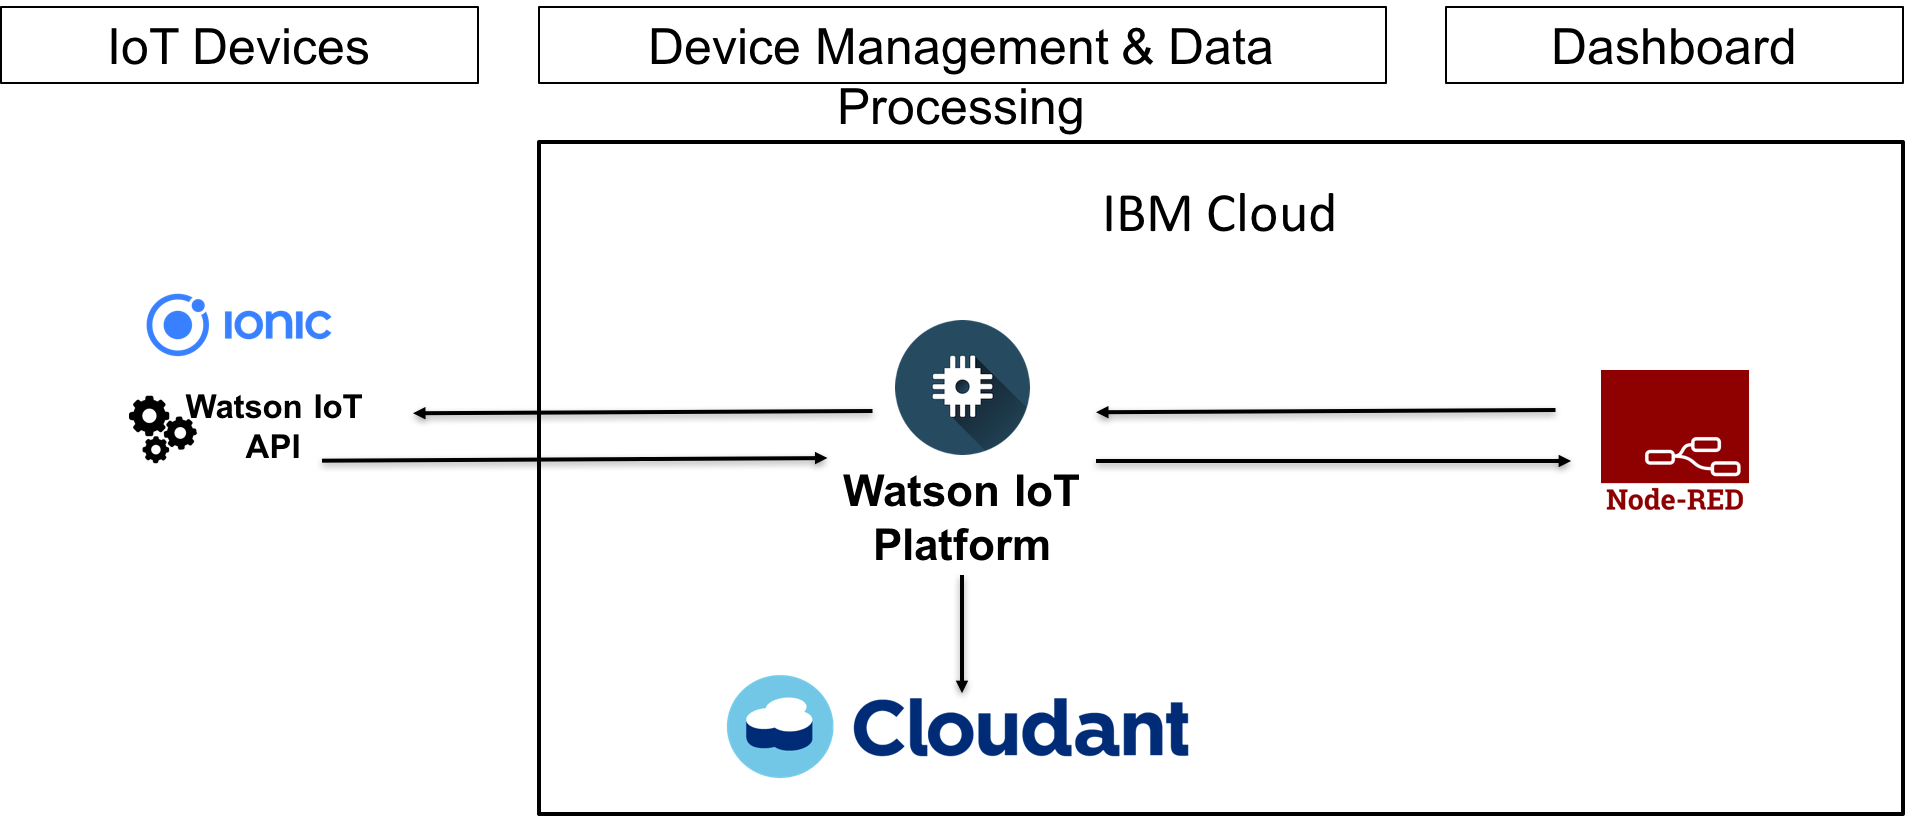 IoT Devices
Device Management & Data
Processing
Dashboard
IBM Cloud
ionic
Watson IoT
API
Watson IoT
Platform
Node-RED
Cloudant